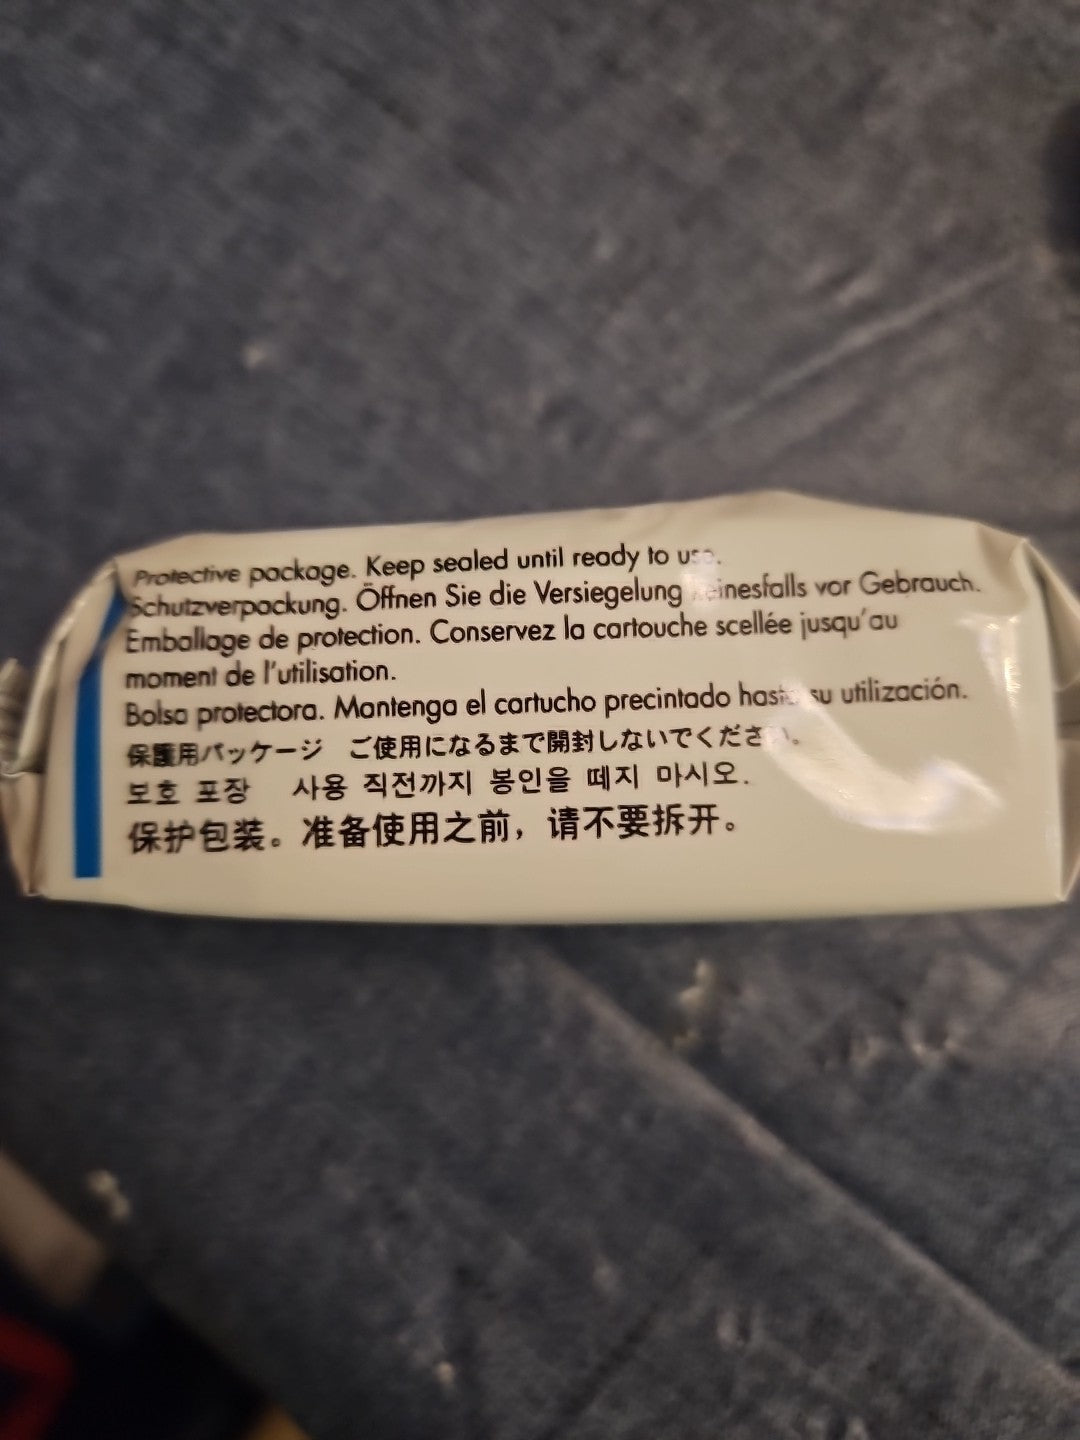 Protective package. Keep sealed until ready to use.
Schutzverpackung. Öffnen Sie die Versiegelung keinesfalls vor Gebrauch.
Emballage de protection. Conservez la cartouche scellée jusqu'au
moment de l'utilisation.
Bolsa protectora. Mantenga el cartucho precintado hasta su utilización.
保護用パッケージ ご使用になるまで開封しないでください。
보호 포장 사용 직전까지 봉인을 떼지 마시오.
保护包装。准备使用之前，请不要拆开。